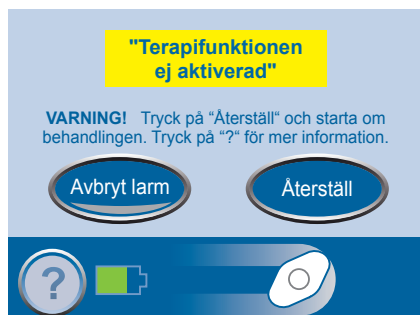 "Terapifunktionen
ej aktiverad"
VARNING! Tryck på “Återställ“ och starta om
behandlingen. Tryck på “?“ för mer information.
Avbryt larm
Återställ
?